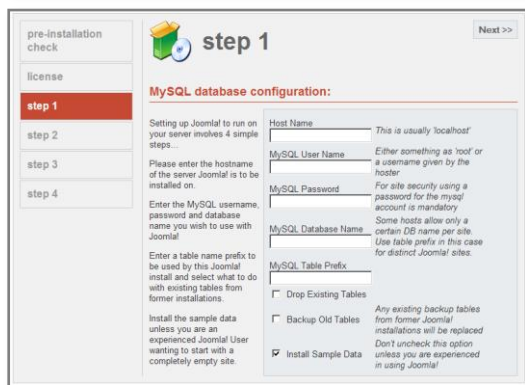 pre-installation
check
license
step 1
step 2
step 3
step 4
step 1
Next >>
MySQL database configuration:
Setting up Joomla! to run on
your server involves 4 simple
steps...
Please enter the hostname
of the server Joomla! is to be
installed on.
Enter the MySQL username,
password and database
name you wish to use with
Joomla!
Enter a table name prefix to
be used by this Joomla!
install and select what to do
with existing tables from
former installations.
Install the sample data
unless you are an
experienced Joomla! User
wanting to start with a
completely empty site.
Host Name
This is usually 'localhost'
MySQL User Name
Either something as 'root' or
a username given by the
hoster
MySQL Password
For site security using a
password for the mysql
account is mandatory
MySQL Database Name
Some hosts allow only a
certain DB name per site.
Use table prefix in this case
for distinct Joomla! sites.
MySQL Table Prefix
Drop Existing Tables
Backup Old Tables
Any existing backup tables
from former Joomla!
installations will be replaced
Install Sample Data
Don't uncheck this option
unless you are experienced
in using Joomla!